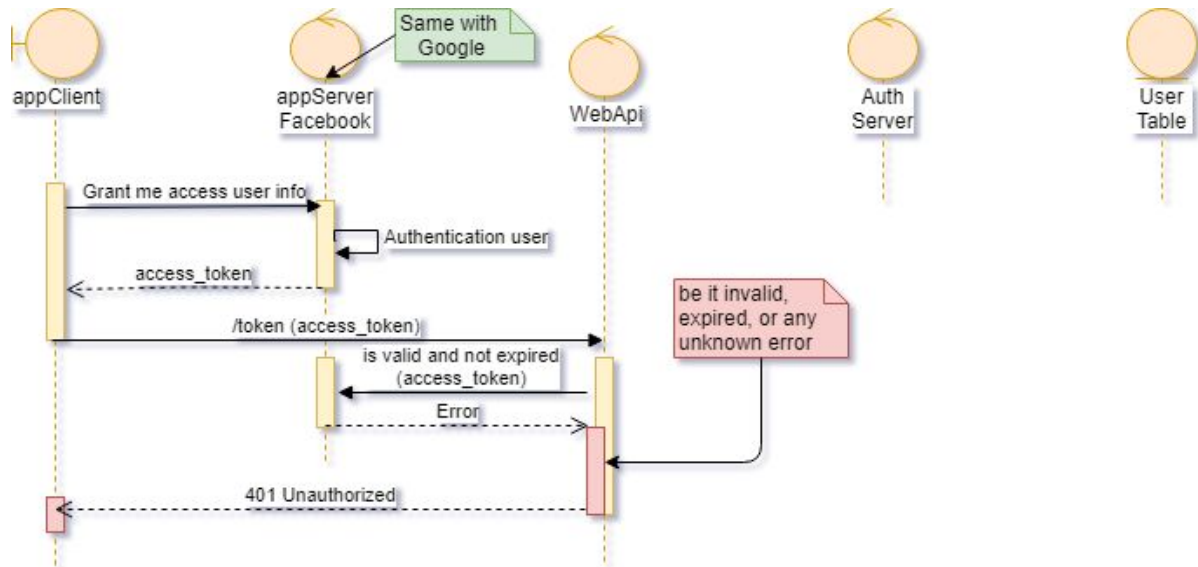 Same with
Google
appClient
appServer
Facebook
WebApi
Auth
Server
User
Table
Grant me access user info
Authentication user
access_token
be it invalid,
expired, or any
unknown error
/token (access_token)
is valid and not expired
(access_token)
Error
401 Unauthorized